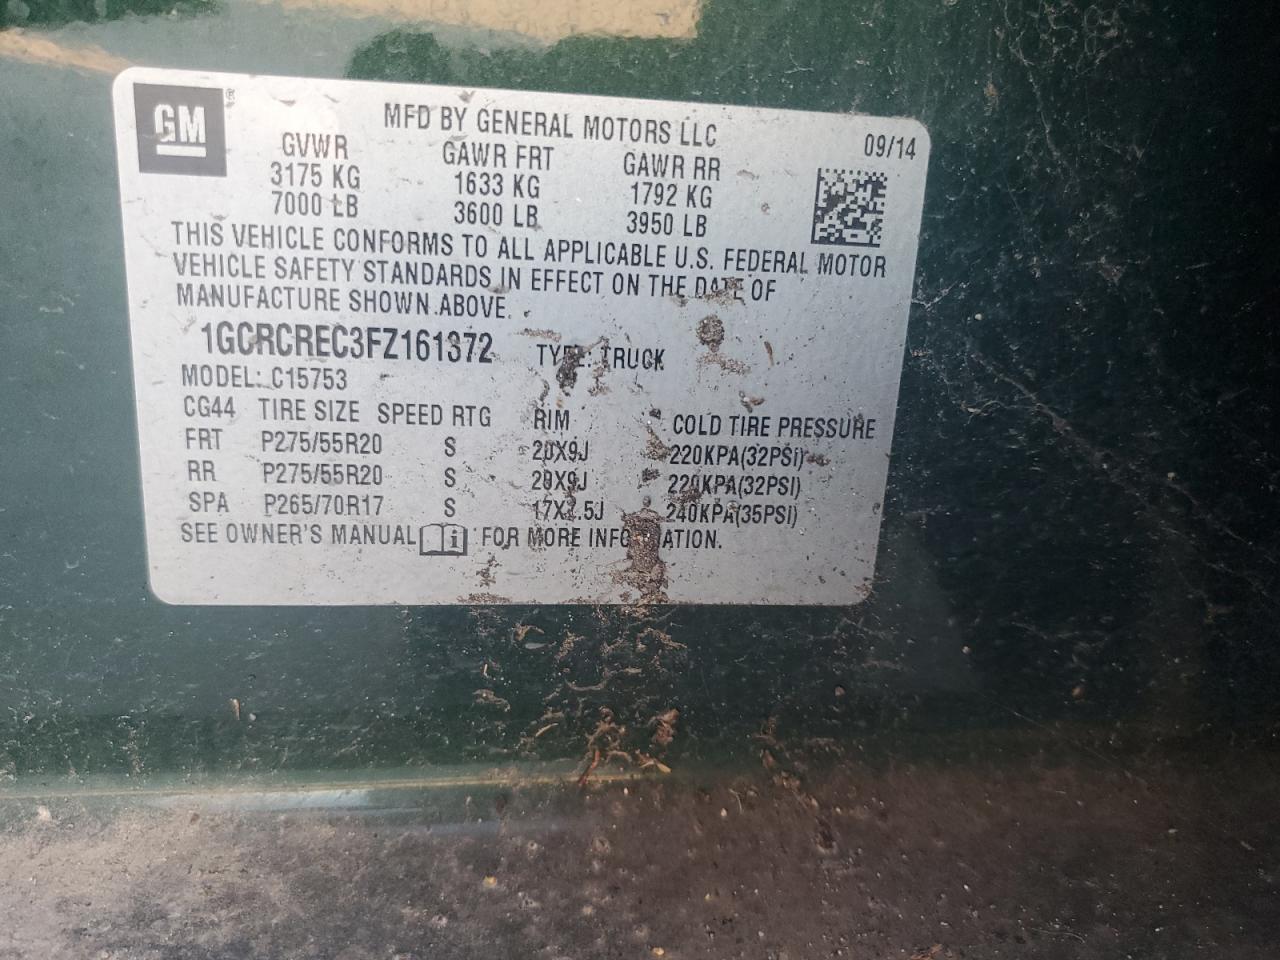 GM ®
MFD BY GENERAL MOTORS LLC
09/14
GVWR GAWR FRT GAWR RR
3175 KG 1633 KG 1792 KG
7000 LB 3600 LB 3950 LB
THIS VEHICLE CONFORMS TO ALL APPLICABLE U.S. FEDERAL MOTOR
VEHICLE SAFETY STANDARDS IN EFFECT ON THE DATE OF
MANUFACTURE SHOWN ABOVE.
1GCRCREC3FZ161372 TYPE: TRUCK
MODEL: C15753
CG44 TIRE SIZE SPEED RTG RIM COLD TIRE PRESSURE
FRT P275/55R20 S 20X9J 220KPA(32PSI)
RR P275/55R20 S 20X9J 220KPA(32PSI)
SPA P265/70R17 S 17X7.5J 240KPA(35PSI)
SEE OWNER'S MANUAL i FOR MORE INFORMATION.